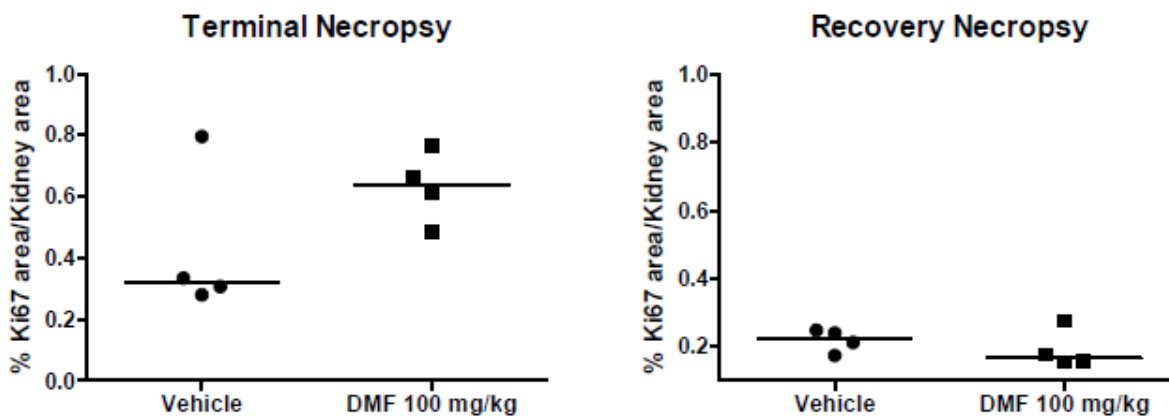 Terminal Necropsy
% Ki67 area/Kidney area
1.0
0.8
0.6
0.4
0.2
0.0
Vehicle DMF 100 mg/kg
Recovery Necropsy
% Ki67 area/Kidney area
1.0
0.8
0.6
0.4
0.2
Vehicle DMF 100 mg/kg